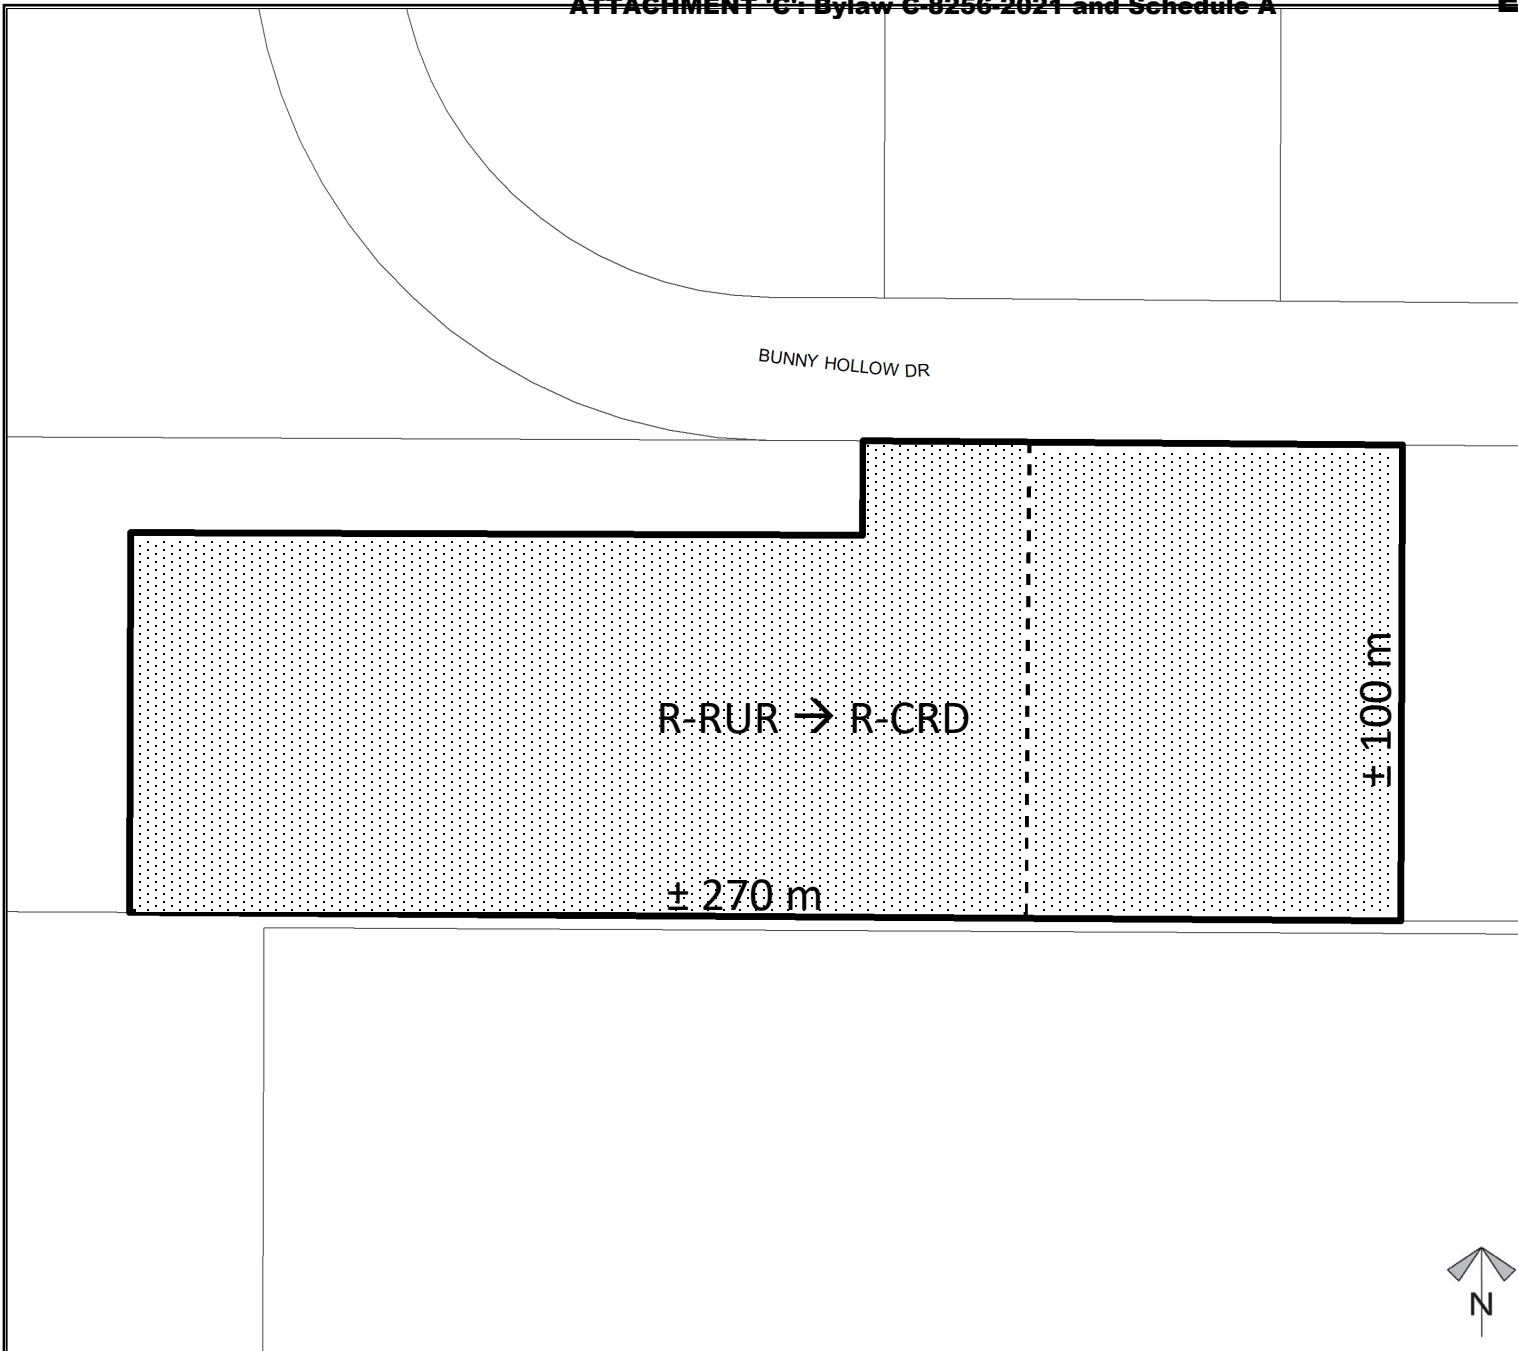 ATTACHMENT 'C': Bylaw C-8256-2021 and Schedule A
BUNNY HOLLOW DR
R-RUR → R-CRD
± 100 m
± 270 m
N